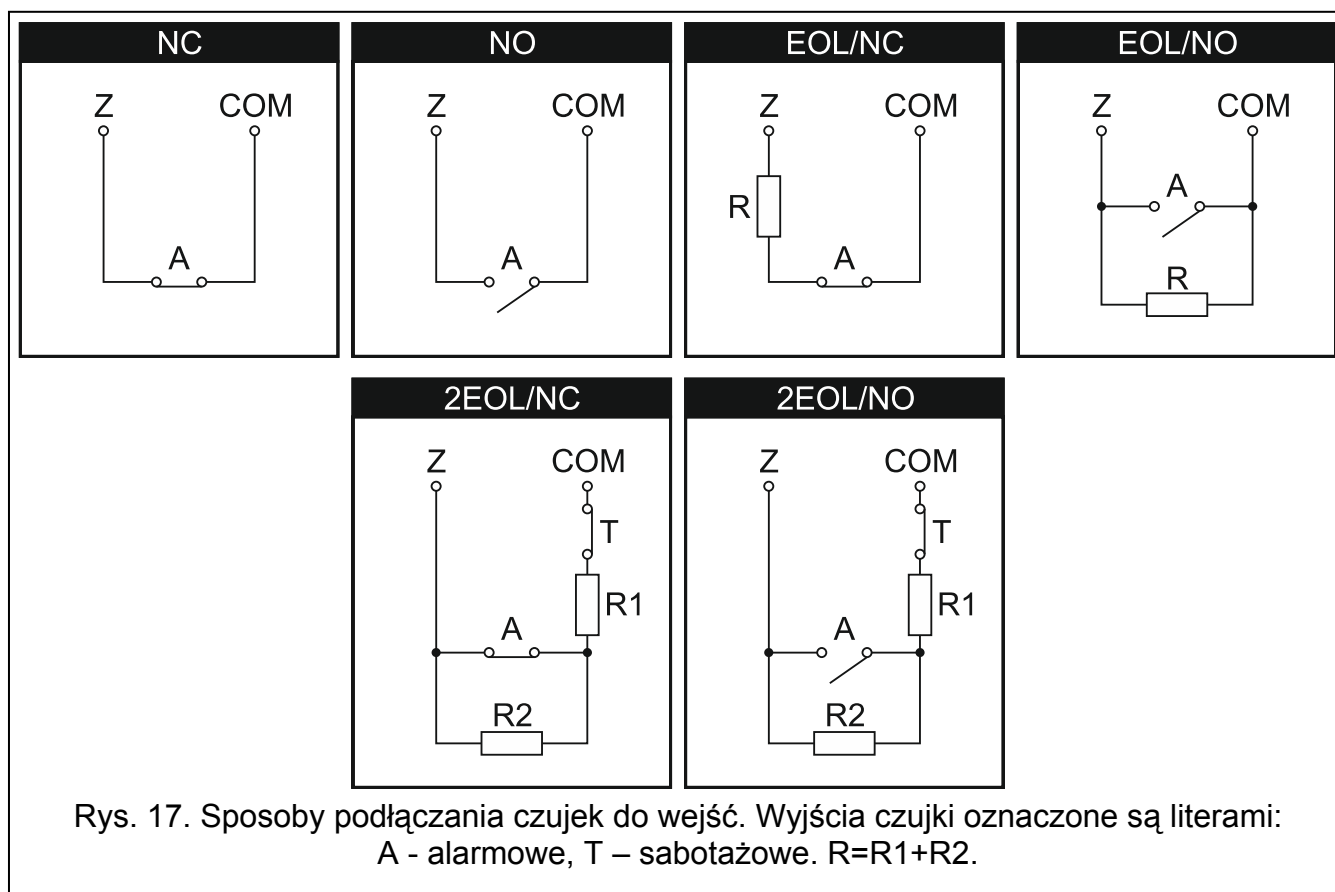 NC
Z COM
A
NO
Z COM
A
EOL/NC
Z COM
R
A
EOL/NO
Z COM
A
R
2EOL/NC
Z COM
T
R1
A
R2
2EOL/NO
Z COM
T
R1
A
R2
Rys. 17. Sposoby podłączania czujek do wejść. Wyjścia czujki oznaczone są literami:
A - alarmowe, T – sabotażowe. R=R1+R2.